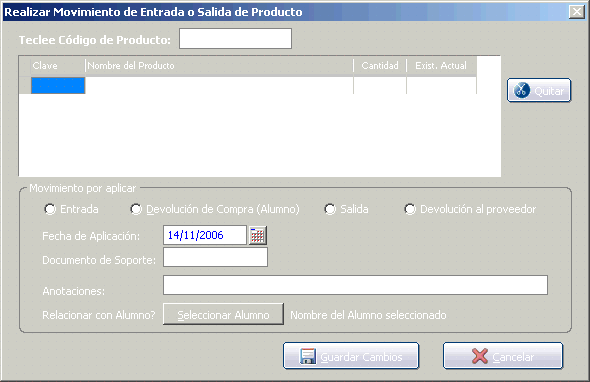 Realizar Movimiento de Entrada o Salida de Producto
Teclee Código de Producto:
Clave Nombre del Producto Cantidad Exist. Actual
Quitar
Movimiento por aplicar
Entrada Devolución de Compra (Alumno) Salida Devolución al proveedor
Fecha de Aplicación: 14/11/2006
Documento de Soporte:
Anotaciones:
Relacionar con Alumno? Seleccionar Alumno Nombre del Alumno seleccionado
Guardar Cambios Cancelar